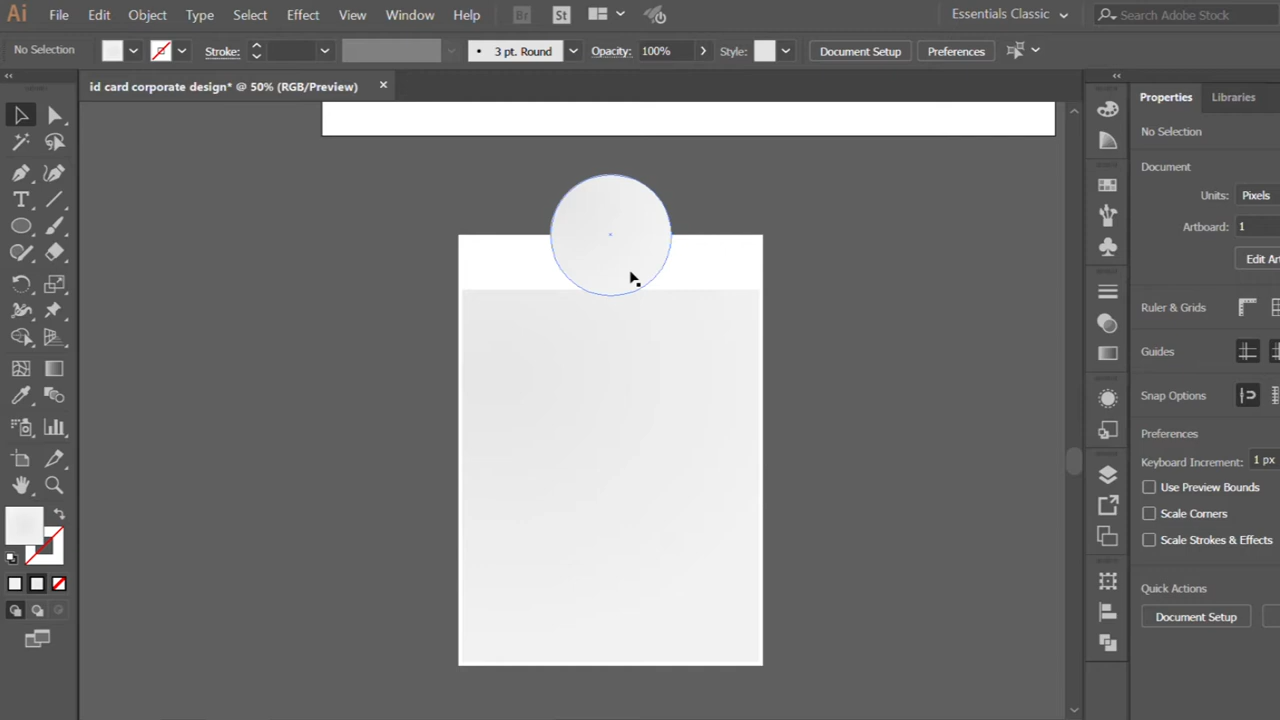 Ai File Edit Object Type Select Effect View Window Help Br St Essentials Classic Search Adobe Stock
No Selection Stroke: 3 pt. Round Opacity: 100% Style: Document Setup Preferences
id card corporate design* @ 50% (RGB/Preview) ×
Properties Libraries
No Selection
Document
Units: Pixels
Artboard: 1
Edit Ar
Ruler & Grids
Guides
Snap Options
Preferences
Keyboard Increment: 1 px
Use Preview Bounds
Scale Corners
Scale Strokes & Effects
Quick Actions
Document Setup